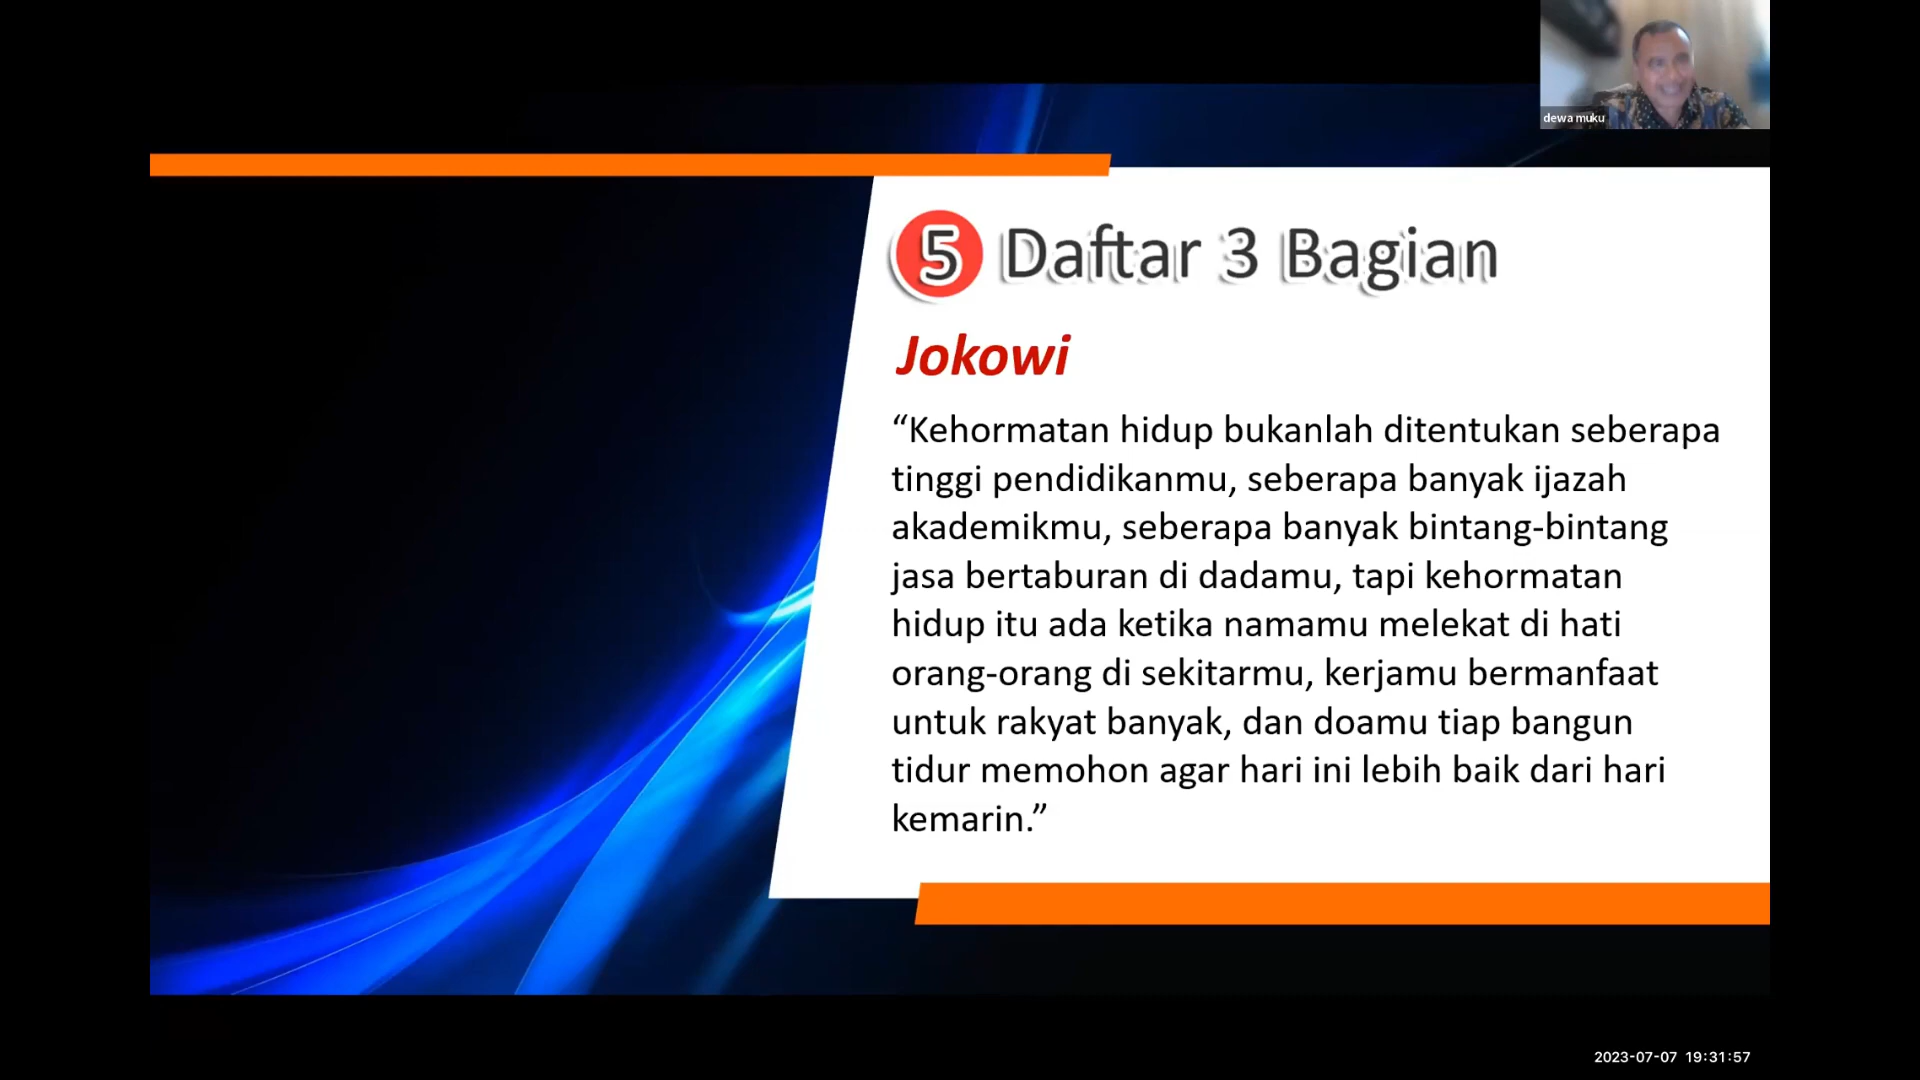 dewa muku
5 Daftar 3 Bagian
Jokowi
“Kehormatan hidup bukanlah ditentukan seberapa
tinggi pendidikanmu, seberapa banyak ijazah
akademikmu, seberapa banyak bintang-bintang
jasa bertaburan di dadamu, tapi kehormatan
hidup itu ada ketika namamu melekat di hati
orang-orang di sekitarmu, kerjamu bermanfaat
untuk rakyat banyak, dan doamu tiap bangun
tidur memohon agar hari ini lebih baik dari hari
kemarin.”
2023-07-07 19:31:57